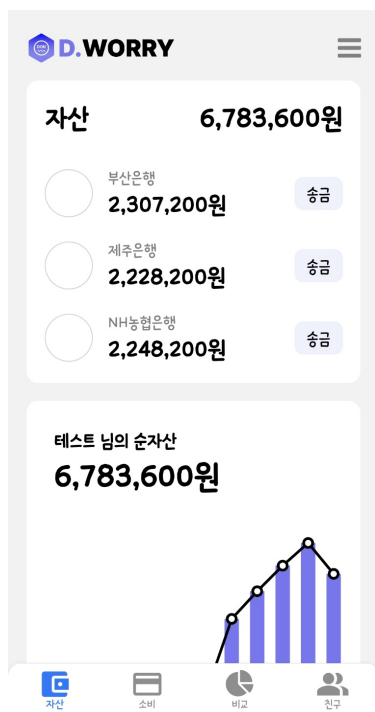 D.WORRY
자산 6,783,600원
부산은행
2,307,200원
송금
제주은행
2,228,200원
송금
NH농협은행
2,248,200원
송금
테스트 님의 순자산
6,783,600원
자산 소비 비교 친구